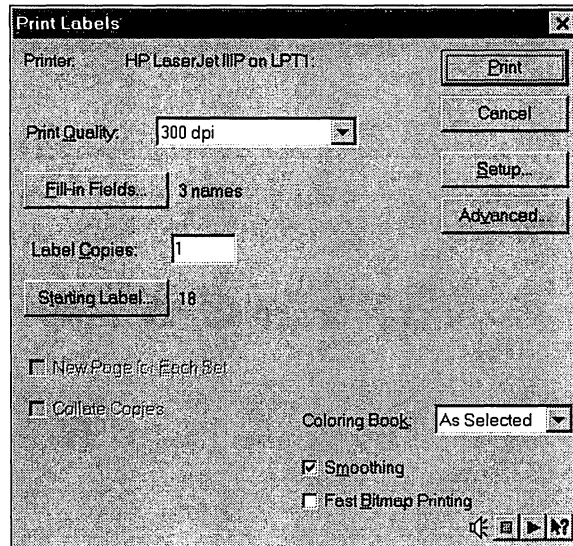 Print Labels
Printer: HP LaserJet IIIP on LPT1:
Print
Cancel
Print Quality: 300 dpi
Setup...
Fill-in Fields... 3 names
Advanced...
Label Copies: 1
Starting Label... 18
New Page for Each Set
Collate Copies
Coloring Book: As Selected
Smoothing
Fast Bitmap Printing